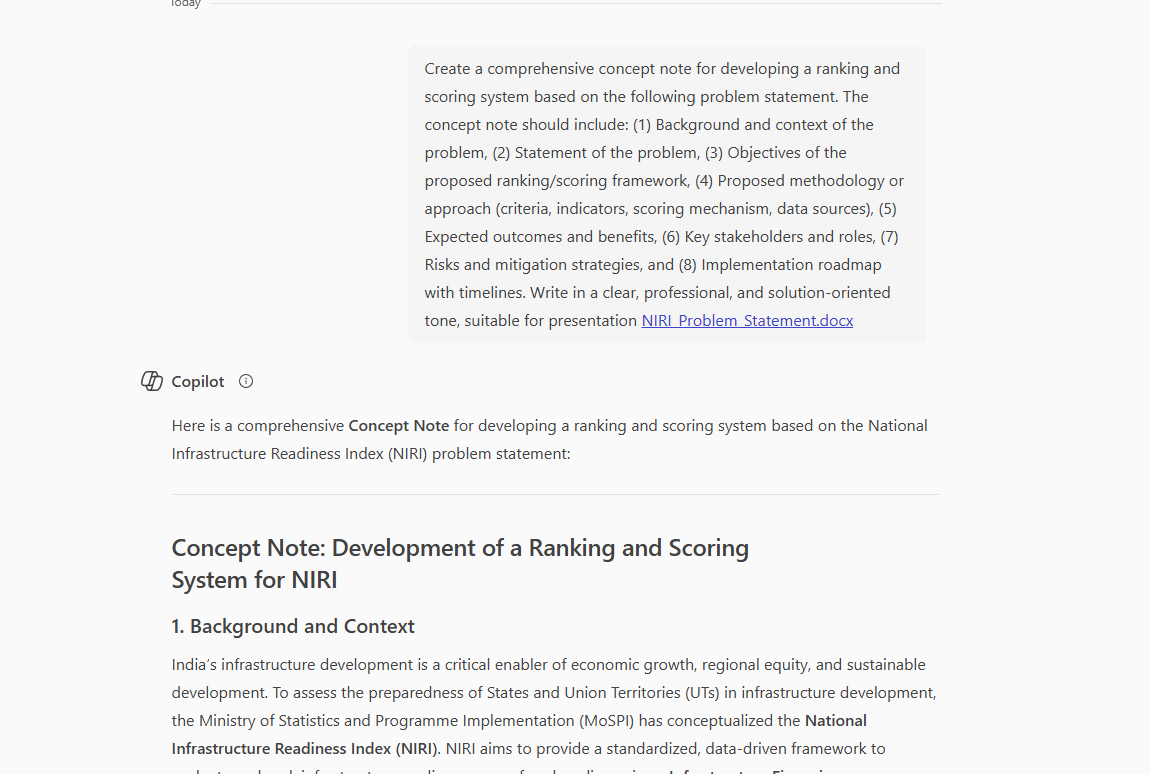 Today
Create a comprehensive concept note for developing a ranking and
scoring system based on the following problem statement. The
concept note should include: (1) Background and context of the
problem, (2) Statement of the problem, (3) Objectives of the
proposed ranking/scoring framework, (4) Proposed methodology or
approach (criteria, indicators, scoring mechanism, data sources), (5)
Expected outcomes and benefits, (6) Key stakeholders and roles, (7)
Risks and mitigation strategies, and (8) Implementation roadmap
with timelines. Write in a clear, professional, and solution-oriented
tone, suitable for presentation NIRI_Problem_Statement.docx
Copilot
Here is a comprehensive Concept Note for developing a ranking and scoring system based on the National
Infrastructure Readiness Index (NIRI) problem statement:
Concept Note: Development of a Ranking and Scoring
System for NIRI
1. Background and Context
India's infrastructure development is a critical enabler of economic growth, regional equity, and sustainable
development. To assess the preparedness of States and Union Territories (UTs) in infrastructure development,
the Ministry of Statistics and Programme Implementation (MoSPI) has conceptualized the National
Infrastructure Readiness Index (NIRI). NIRI aims to provide a standardized, data-driven framework to